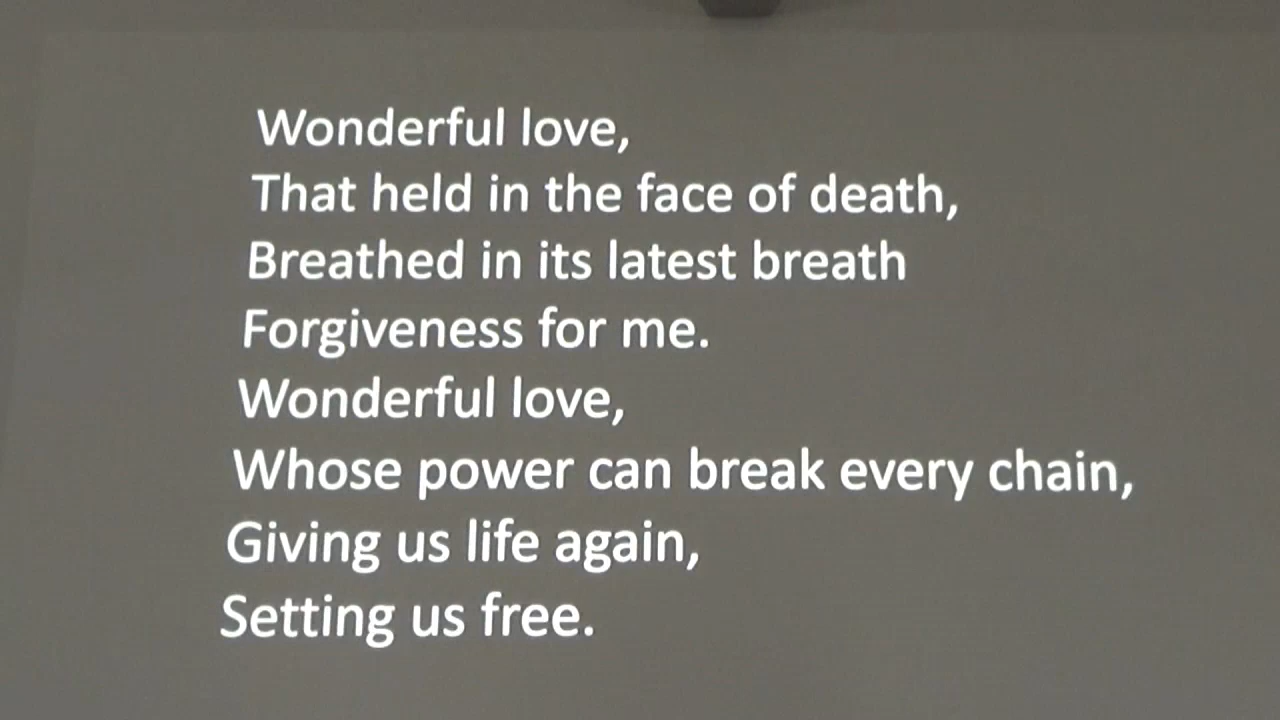 Wonderful love,
That held in the face of death,
Breathed in its latest breath
Forgiveness for me.
Wonderful love,
Whose power can break every chain,
Giving us life again,
Setting us free.